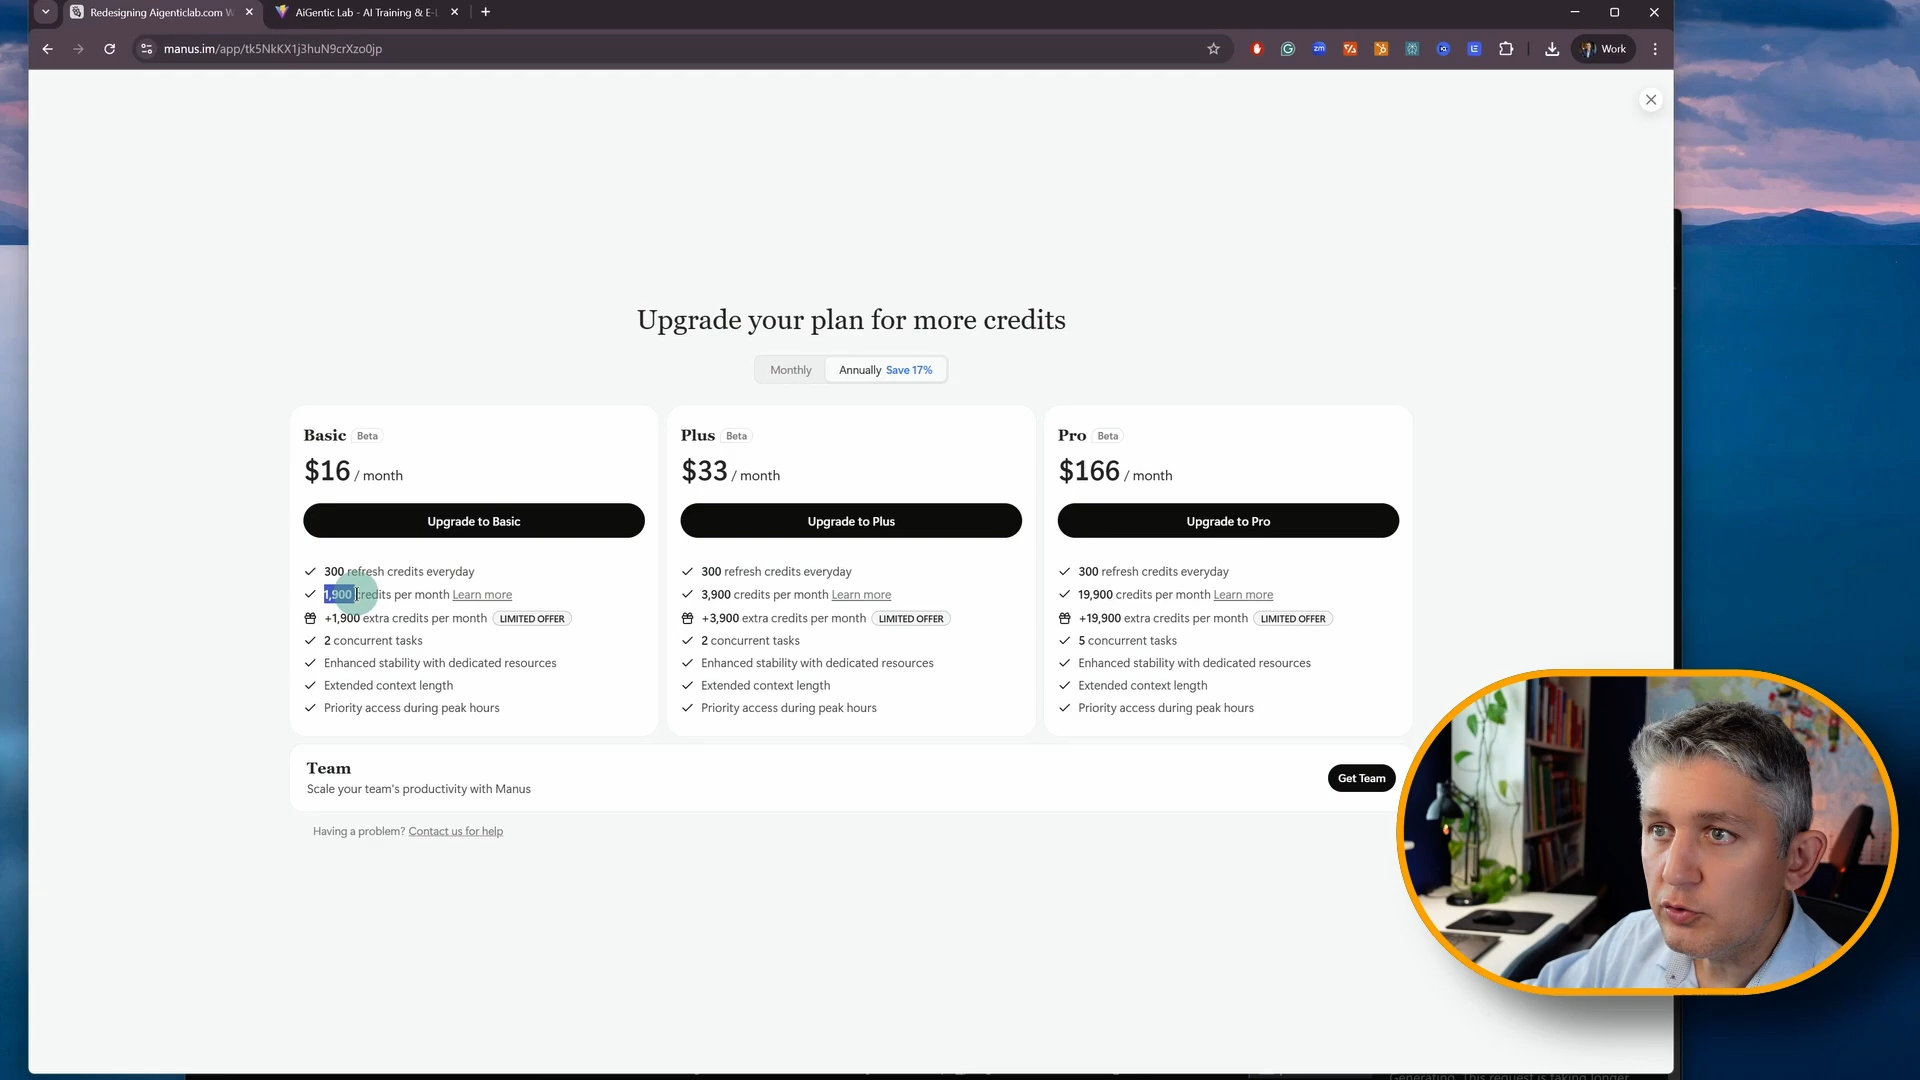 Redesigning Aigenticlab.com W
AiGentic Lab - AI Training & E-L
manus.im/app/tk5NkKX1j3huN9crXzo0jp
Work
Upgrade your plan for more credits
Monthly
Annually Save 17%
Basic Beta
$16 / month
Upgrade to Basic
300 refresh credits everyday
1,900 credits per month Learn more
+1,900 extra credits per month LIMITED OFFER
2 concurrent tasks
Enhanced stability with dedicated resources
Extended context length
Priority access during peak hours
Plus Beta
$33 / month
Upgrade to Plus
300 refresh credits everyday
3,900 credits per month Learn more
+3,900 extra credits per month LIMITED OFFER
2 concurrent tasks
Enhanced stability with dedicated resources
Extended context length
Priority access during peak hours
Pro Beta
$166 / month
Upgrade to Pro
300 refresh credits everyday
19,900 credits per month Learn more
+19,900 extra credits per month LIMITED OFFER
5 concurrent tasks
Enhanced stability with dedicated resources
Extended context length
Priority access during peak hours
Team
Scale your team's productivity with Manus
Get Team
Having a problem? Contact us for help
Generating. This request is taking longer